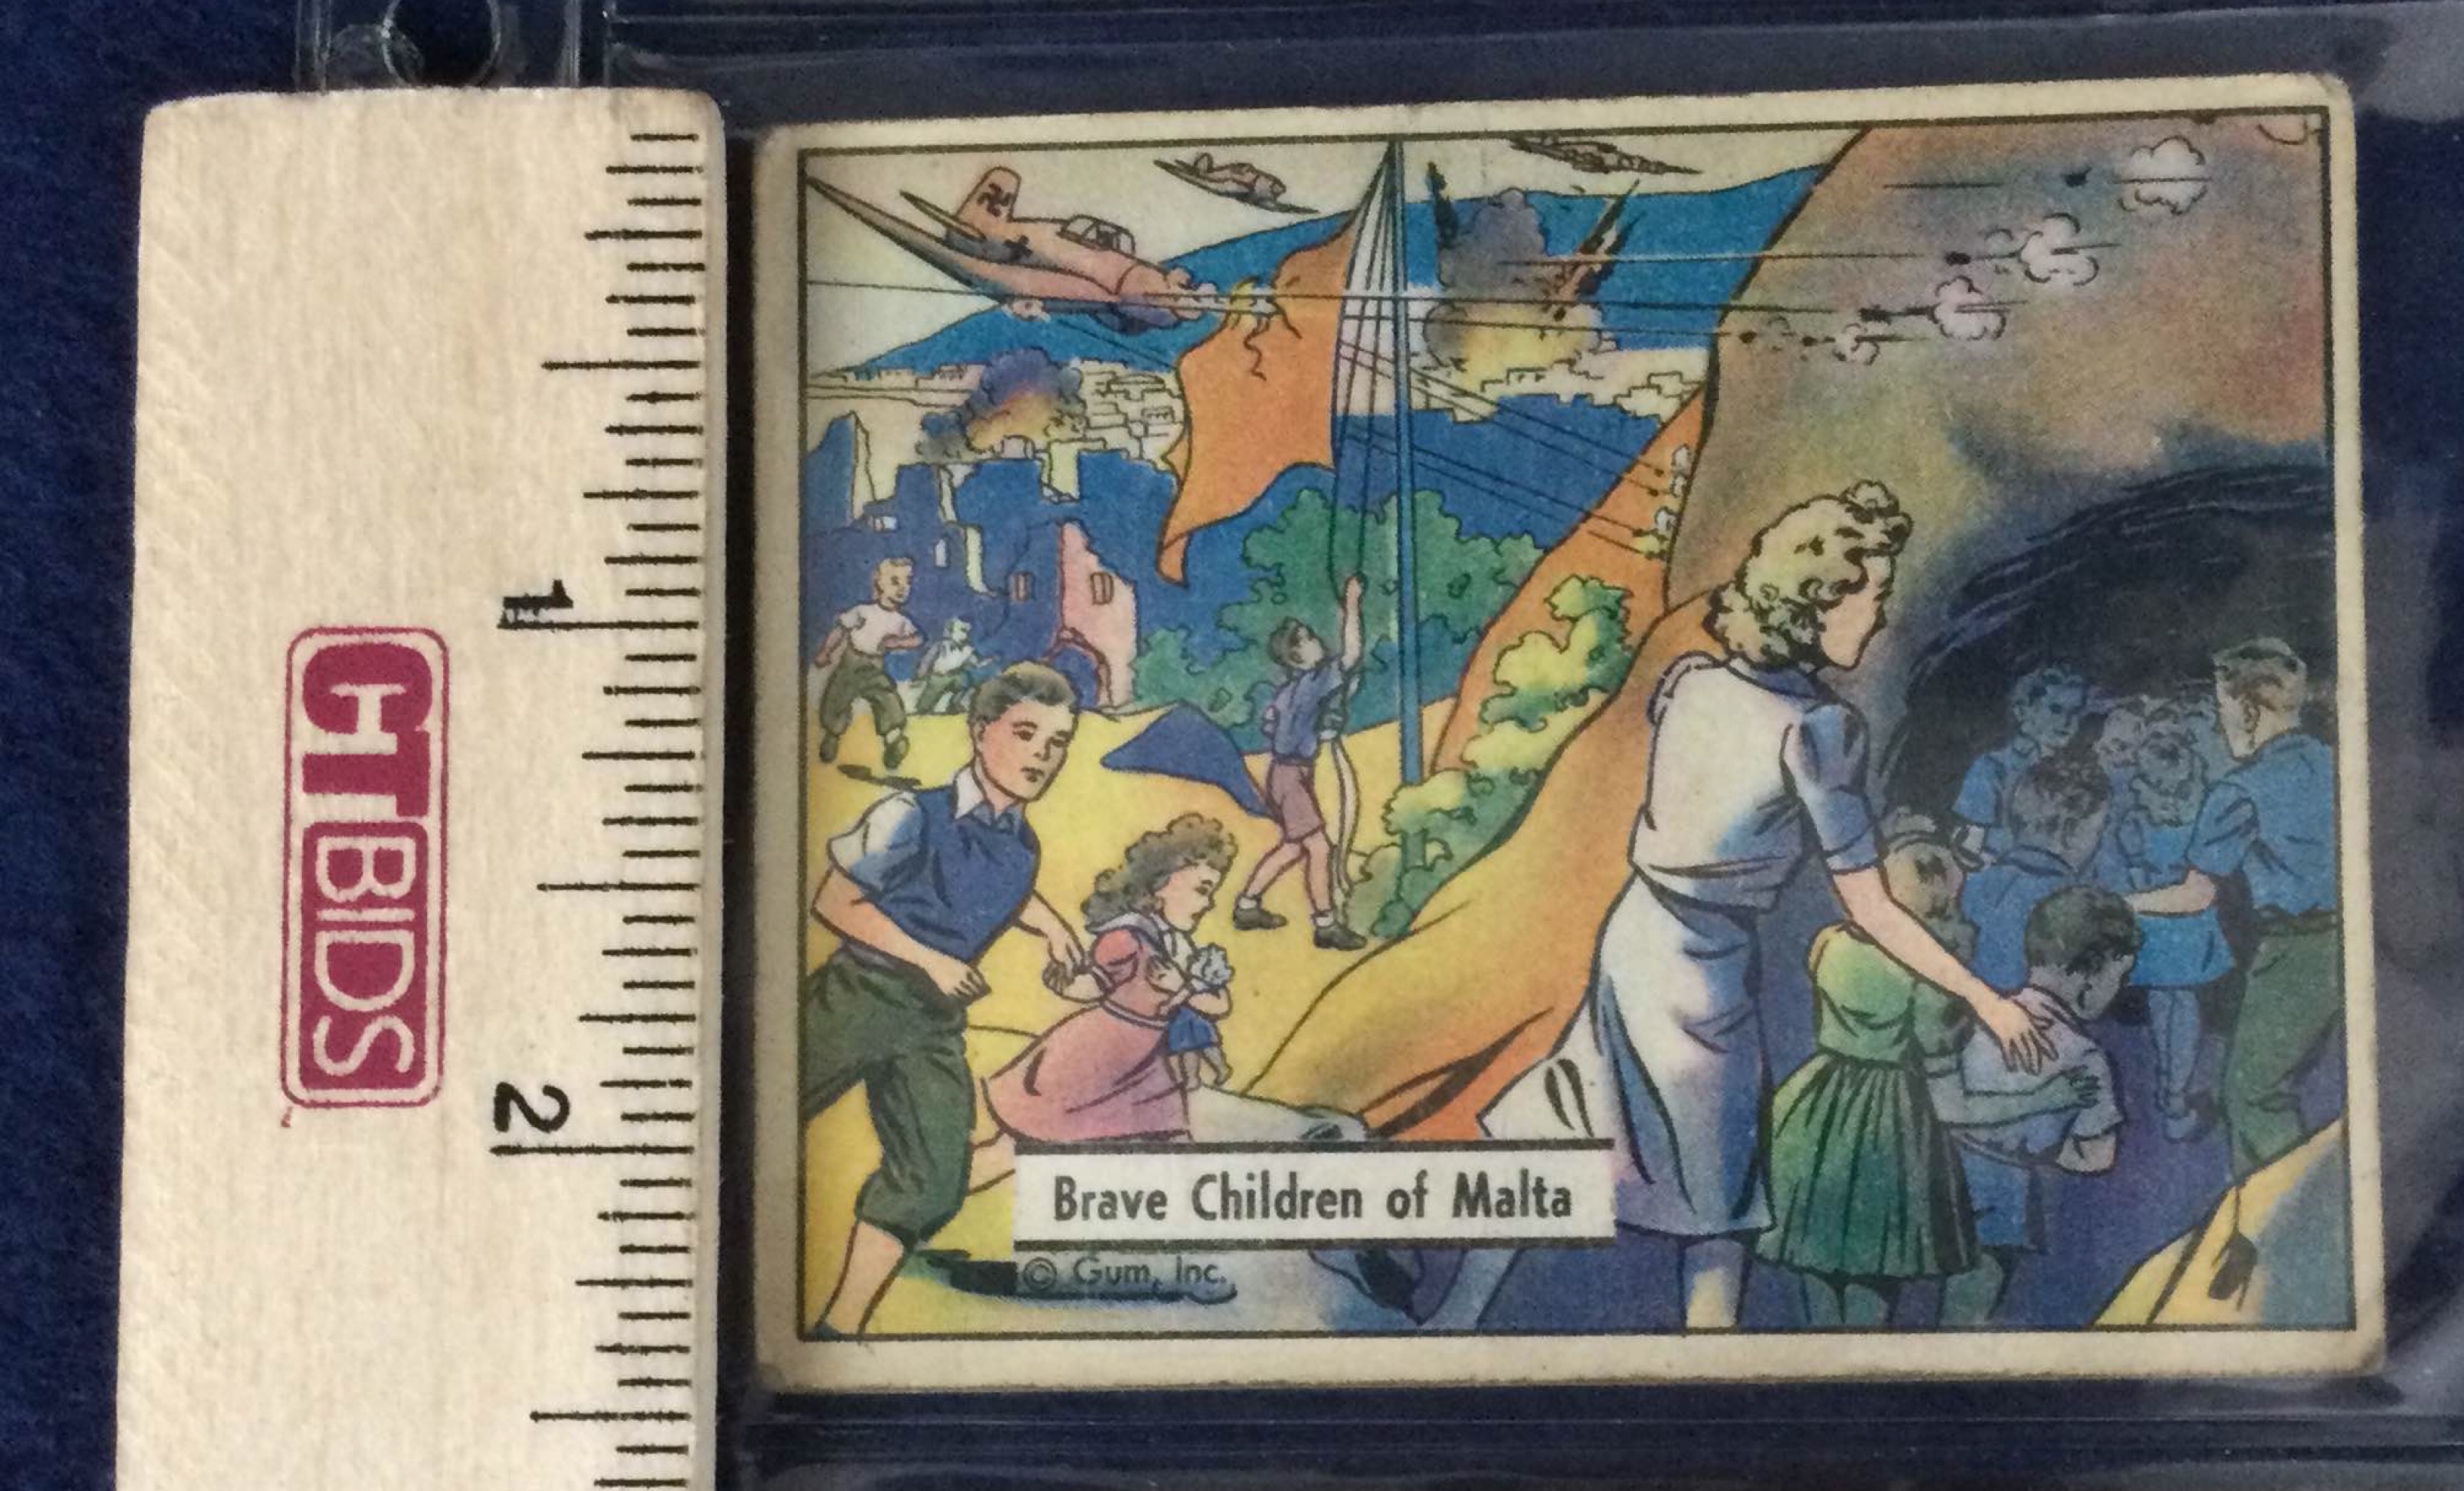 1
CTBIDS
2
Brave Children of Malta
© Gum, Inc.